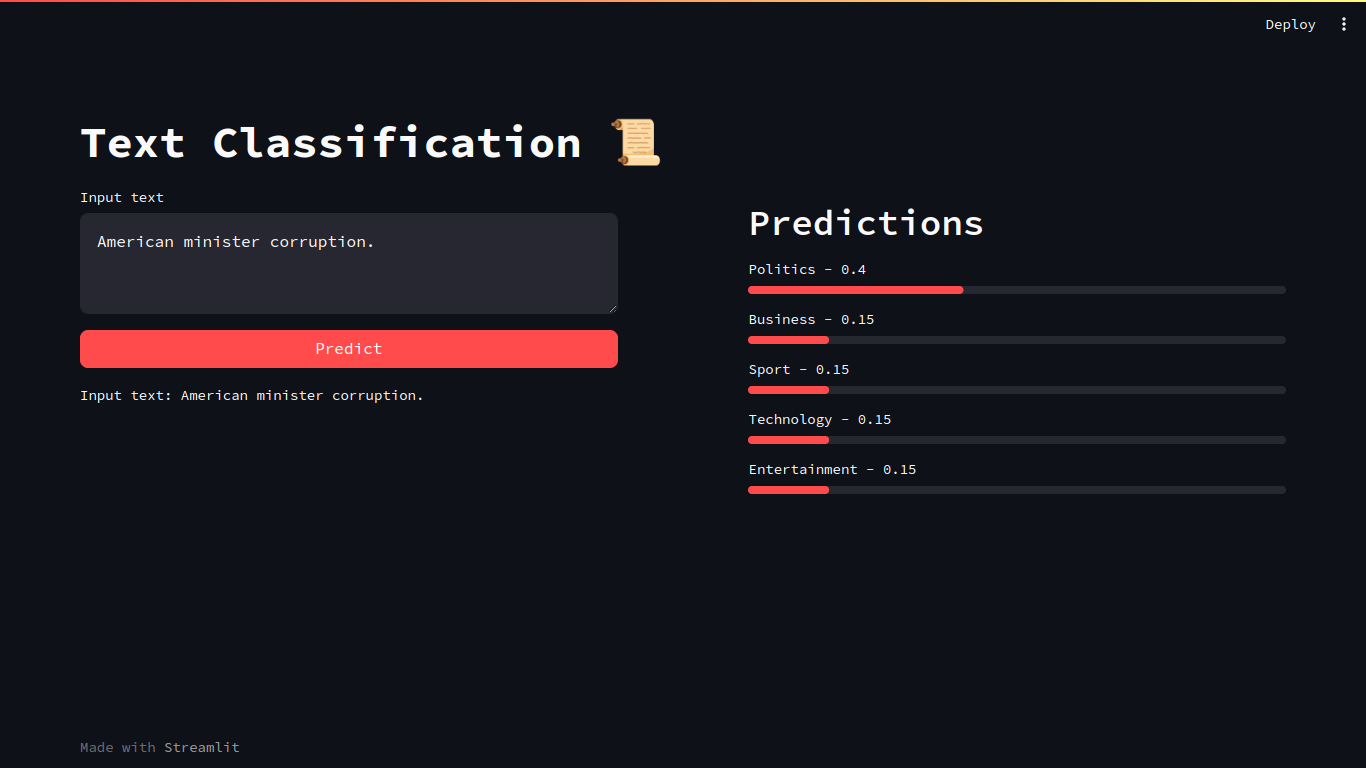 Deploy
Text Classification 📜
Input text
American minister corruption.
Predict
Input text: American minister corruption.
Predictions
Politics - 0.4
Business - 0.15
Sport - 0.15
Technology - 0.15
Entertainment - 0.15
Made with Streamlit